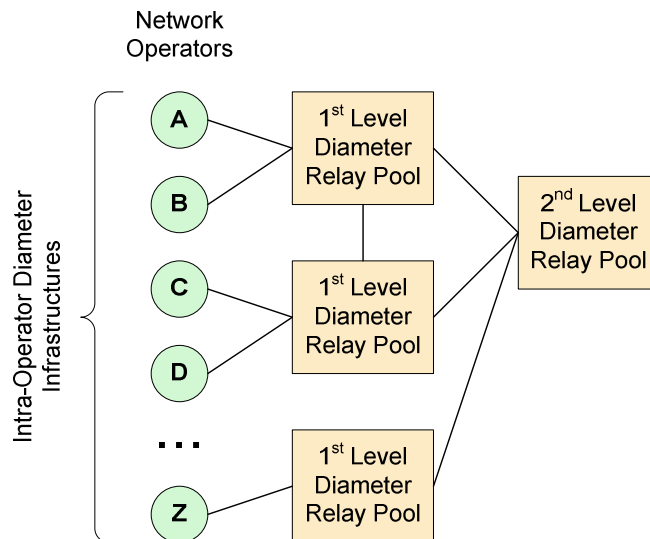 Network
Operators
A
B
C
D
...
Z
Intra-Operator Diameter
Infrastructures
1st Level
Diameter
Relay Pool
1st Level
Diameter
Relay Pool
1st Level
Diameter
Relay Pool
2nd Level
Diameter
Relay Pool